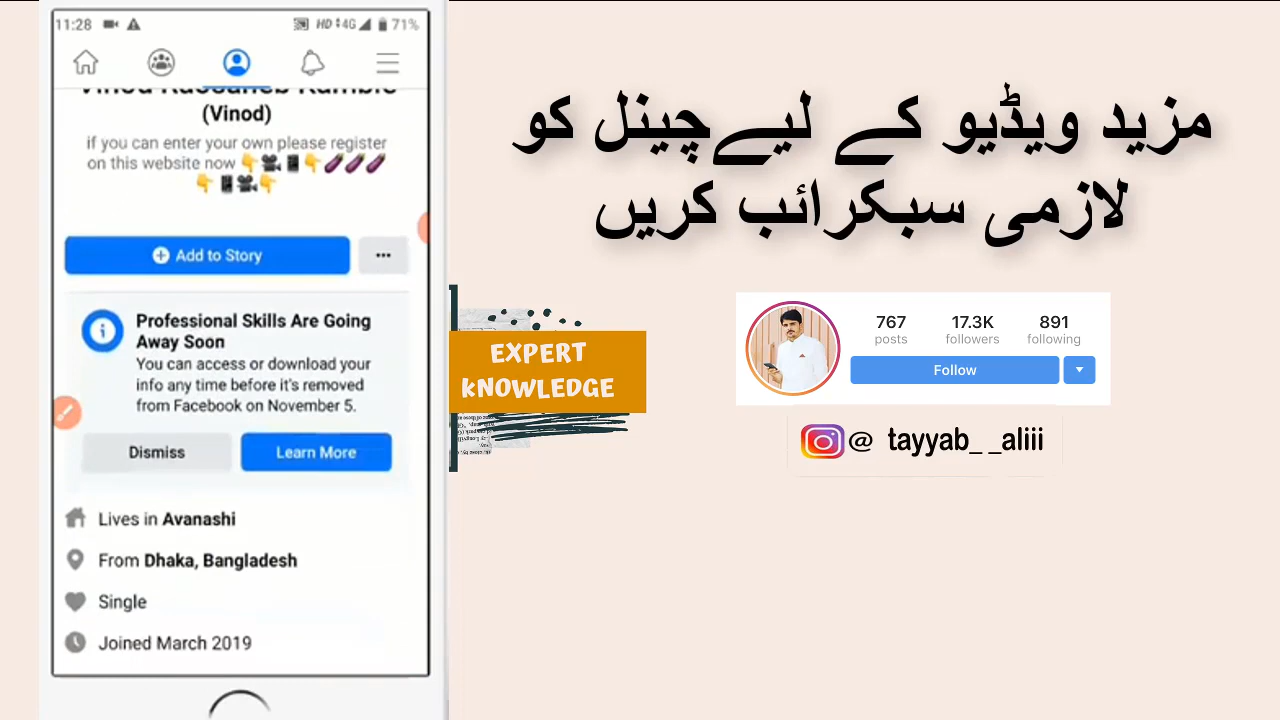 11:28
HD 4G 71%
(Vinod)
if you can enter your own please register
on this website now 👇🎥📱👇🍆🍆🍆
👇📱🎥👇
Add to Story
Professional Skills Are Going
Away Soon
You can access or download your
info any time before it's removed
from Facebook on November 5.
Dismiss
Learn More
Lives in Avanashi
From Dhaka, Bangladesh
Single
Joined March 2019
EXPERT
KNOWLEDGE
مزید ویڈیو کے لیےچینل کو
لازمی سبکرائب کریں
767 17.3K 891
posts followers following
Follow
@ tayyab_ _aliii